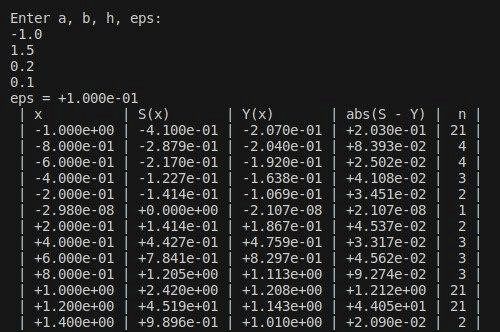 Enter a, b, h, eps:
-1.0
1.5
0.2
0.1
eps = +1.000e-01
| x | S(x) | Y(x) | abs(S - Y) | n |
| -1.000e+00 | -4.100e-01 | -2.070e-01 | +2.030e-01 | 21 |
| -8.000e-01 | -2.879e-01 | -2.040e-01 | +8.393e-02 | 4 |
| -6.000e-01 | -2.170e-01 | -1.920e-01 | +2.502e-02 | 4 |
| -4.000e-01 | -1.227e-01 | -1.638e-01 | +4.108e-02 | 3 |
| -2.000e-01 | -1.414e-01 | -1.069e-01 | +3.451e-02 | 2 |
| -2.980e-08 | +0.000e+00 | -2.107e-08 | +2.107e-08 | 1 |
| +2.000e-01 | +1.414e-01 | +1.867e-01 | +4.537e-02 | 2 |
| +4.000e-01 | +4.427e-01 | +4.759e-01 | +3.317e-02 | 3 |
| +6.000e-01 | +7.841e-01 | +8.297e-01 | +4.562e-02 | 3 |
| +8.000e-01 | +1.205e+00 | +1.113e+00 | +9.274e-02 | 3 |
| +1.000e+00 | +2.420e+00 | +1.208e+00 | +1.212e+00 | 21 |
| +1.200e+00 | +4.519e+01 | +1.143e+00 | +4.405e+01 | 21 |
| +1.400e+00 | +9.896e-01 | +1.010e+00 | +2.090e-02 | 2 |